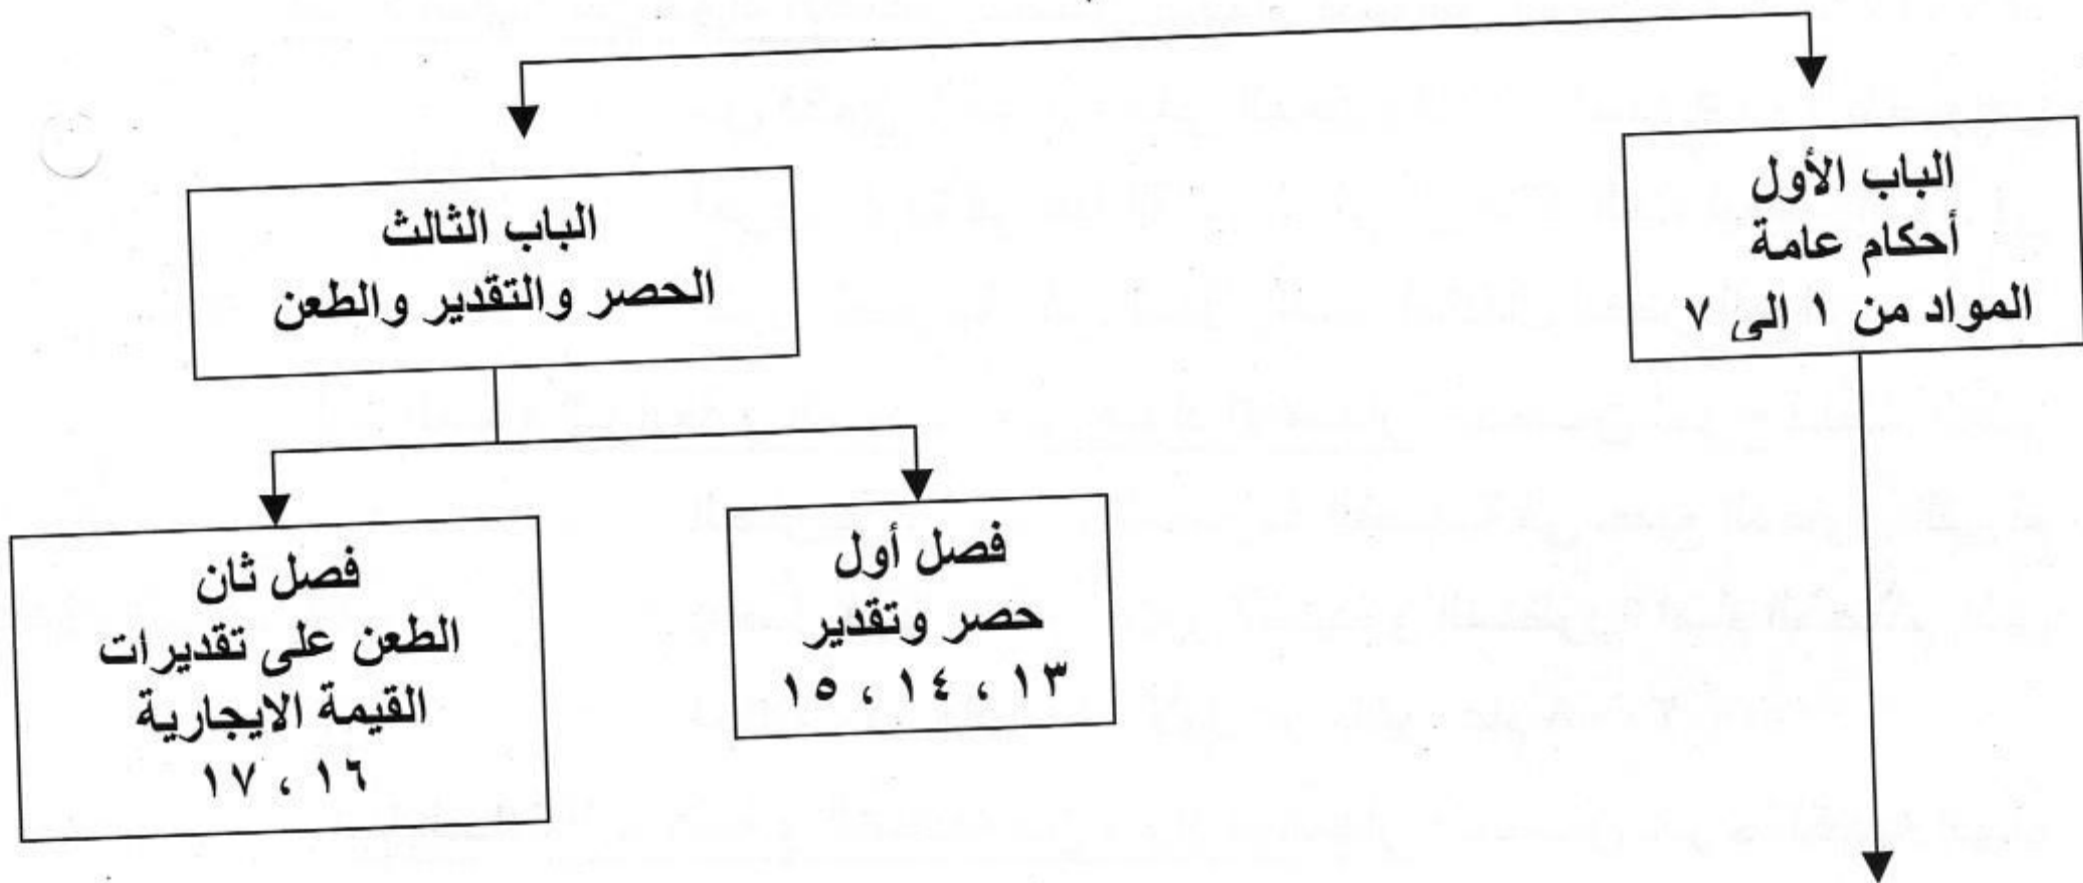 الباب الأول
أحكام عامة
المواد من ١ الى ٧
الباب الثالث
الحصر والتقدير والطعن
فصل أول
حصر وتقدير
١٣ ، ١٤ ، ١٥
فصل ثان
الطعن على تقديرات
القيمة الايجارية
١٦ ، ١٧